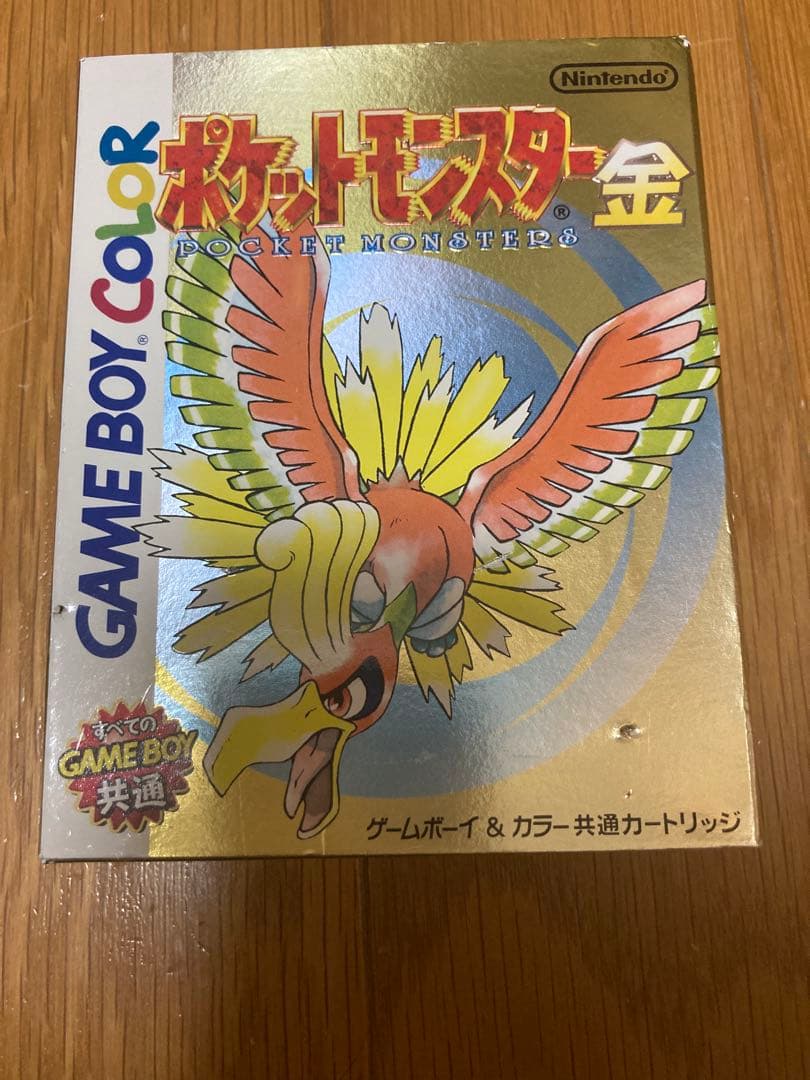 Nintendo®
ポケットモンスター®金
POCKET MONSTERS
GAME BOY® COLOR
すべての
GAME BOY
共通
ゲームボーイ & カラー共通カートリッジ